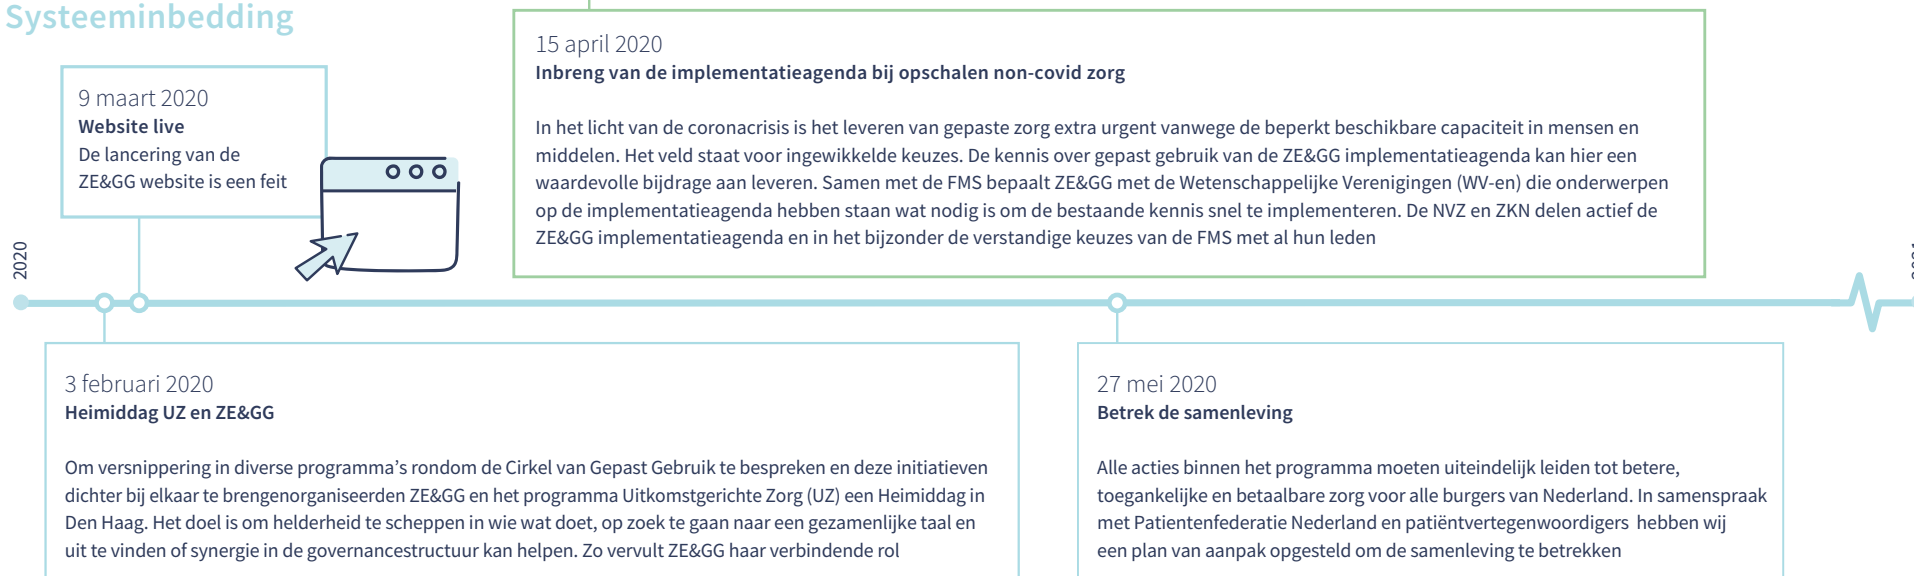 Systeeminbedding
9 maart 2020
Website live
De lancering van de
ZE&GG website is een feit
15 april 2020
Inbreng van de implementatieagenda bij opschalen non-covid zorg
In het licht van de coronacrisis is het leveren van gepaste zorg extra urgent vanwege de beperkt beschikbare capaciteit in mensen en
middelen. Het veld staat voor ingewikkelde keuzes. De kennis over gepast gebruik van de ZE&GG implementatieagenda kan hier een
waardevolle bijdrage aan leveren. Samen met de FMS bepaalt ZE&GG met de Wetenschappelijke Verenigingen (WV-en) die onderwerpen
op de implementatieagenda hebben staan wat nodig is om de bestaande kennis snel te implementeren. De NVZ en ZKN delen actief de
ZE&GG implementatieagenda en in het bijzonder de verstandige keuzes van de FMS met al hun leden
2020
3 februari 2020
Heimiddag UZ en ZE&GG
Om versnippering in diverse programma's rondom de Cirkel van Gepast Gebruik te bespreken en deze initiatieven
dichter bij elkaar te brengenorganiseerden ZE&GG en het programma Uitkomstgerichte Zorg (UZ) een Heimiddag in
Den Haag. Het doel is om helderheid te scheppen in wie wat doet, op zoek te gaan naar een gezamenlijke taal en
uit te vinden of synergie in de governancestructuur kan helpen. Zo vervult ZE&GG haar verbindende rol
27 mei 2020
Betrek de samenleving
Alle acties binnen het programma moeten uiteindelijk leiden tot betere,
toegankelijke en betaalbare zorg voor alle burgers van Nederland. In samenspraak
met Patientenfederatie Nederland en patiëntvertegenwoordigers hebben wij
een plan van aanpak opgesteld om de samenleving te betrekken